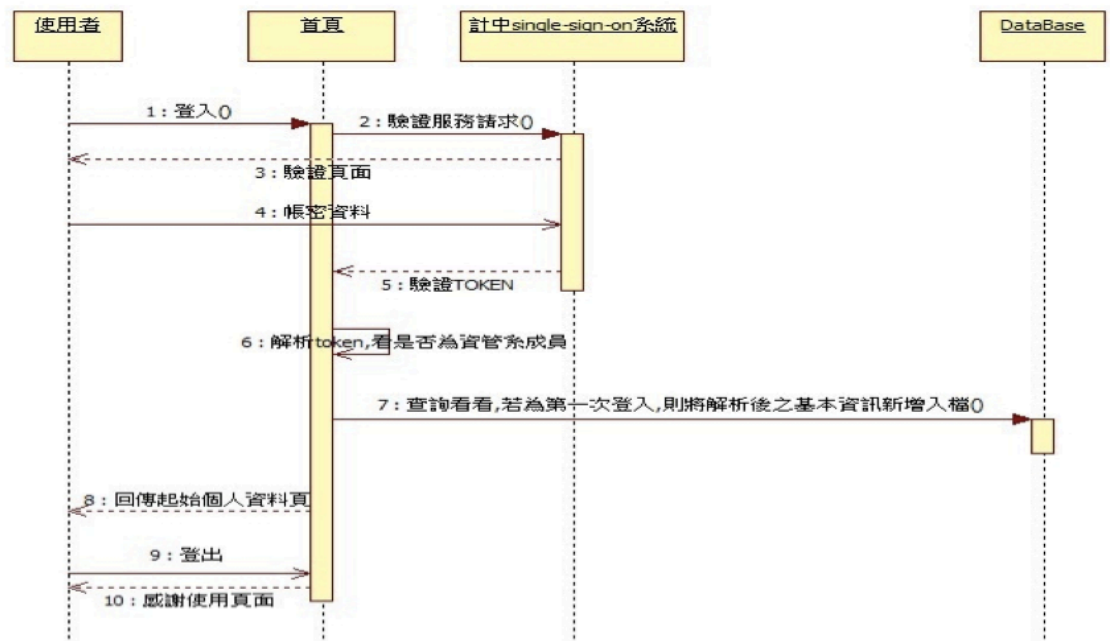 使用者
首頁
計中single-sign-on系統
DataBase
1 : 登入()
2 : 驗證服務請求()
3 : 驗證頁面
4 : 帳密資料
5 : 驗證TOKEN
6 : 解析token,看是否為資管系成員
7 : 查詢看看,若為第一次登入,則將解析後之基本資訊新增入檔()
8 : 回傳起始個人資料頁
9 : 登出
10 : 感謝使用頁面